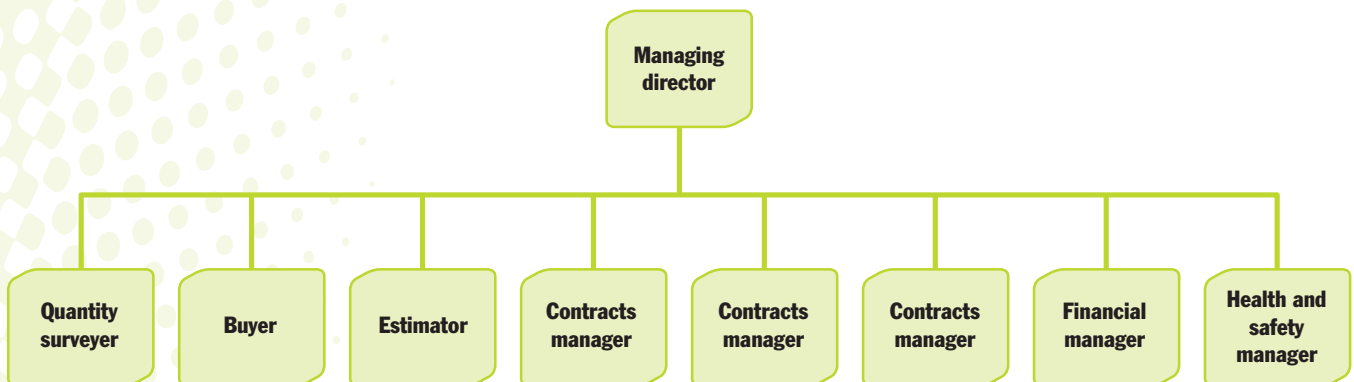 Managing
director
Quantity
surveyer
Buyer
Estimator
Contracts
manager
Contracts
manager
Contracts
manager
Financial
manager
Health and
safety
manager